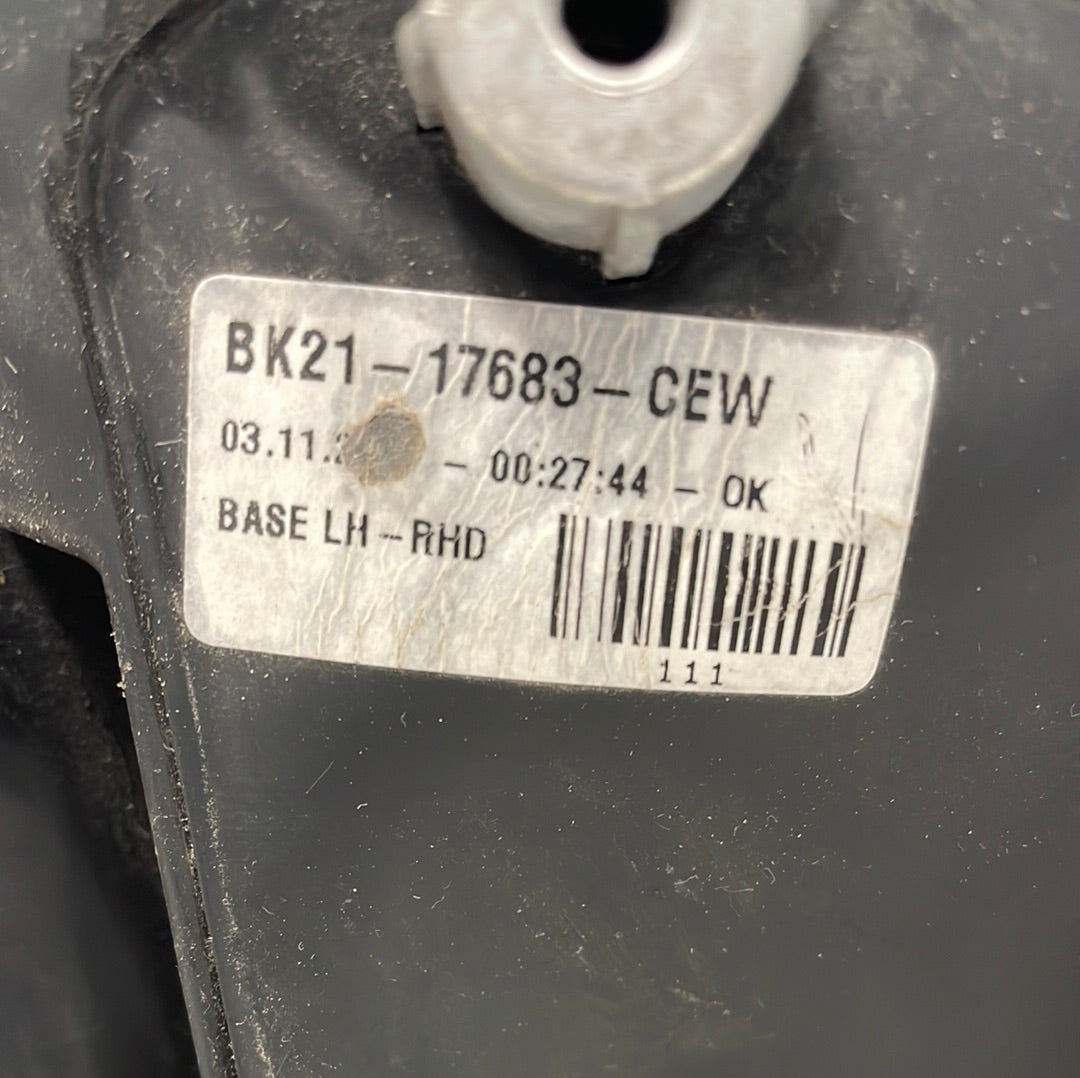 BK21-17683-CEW
03.11. - 00:27:44 - OK
BASE LH-RHD
111